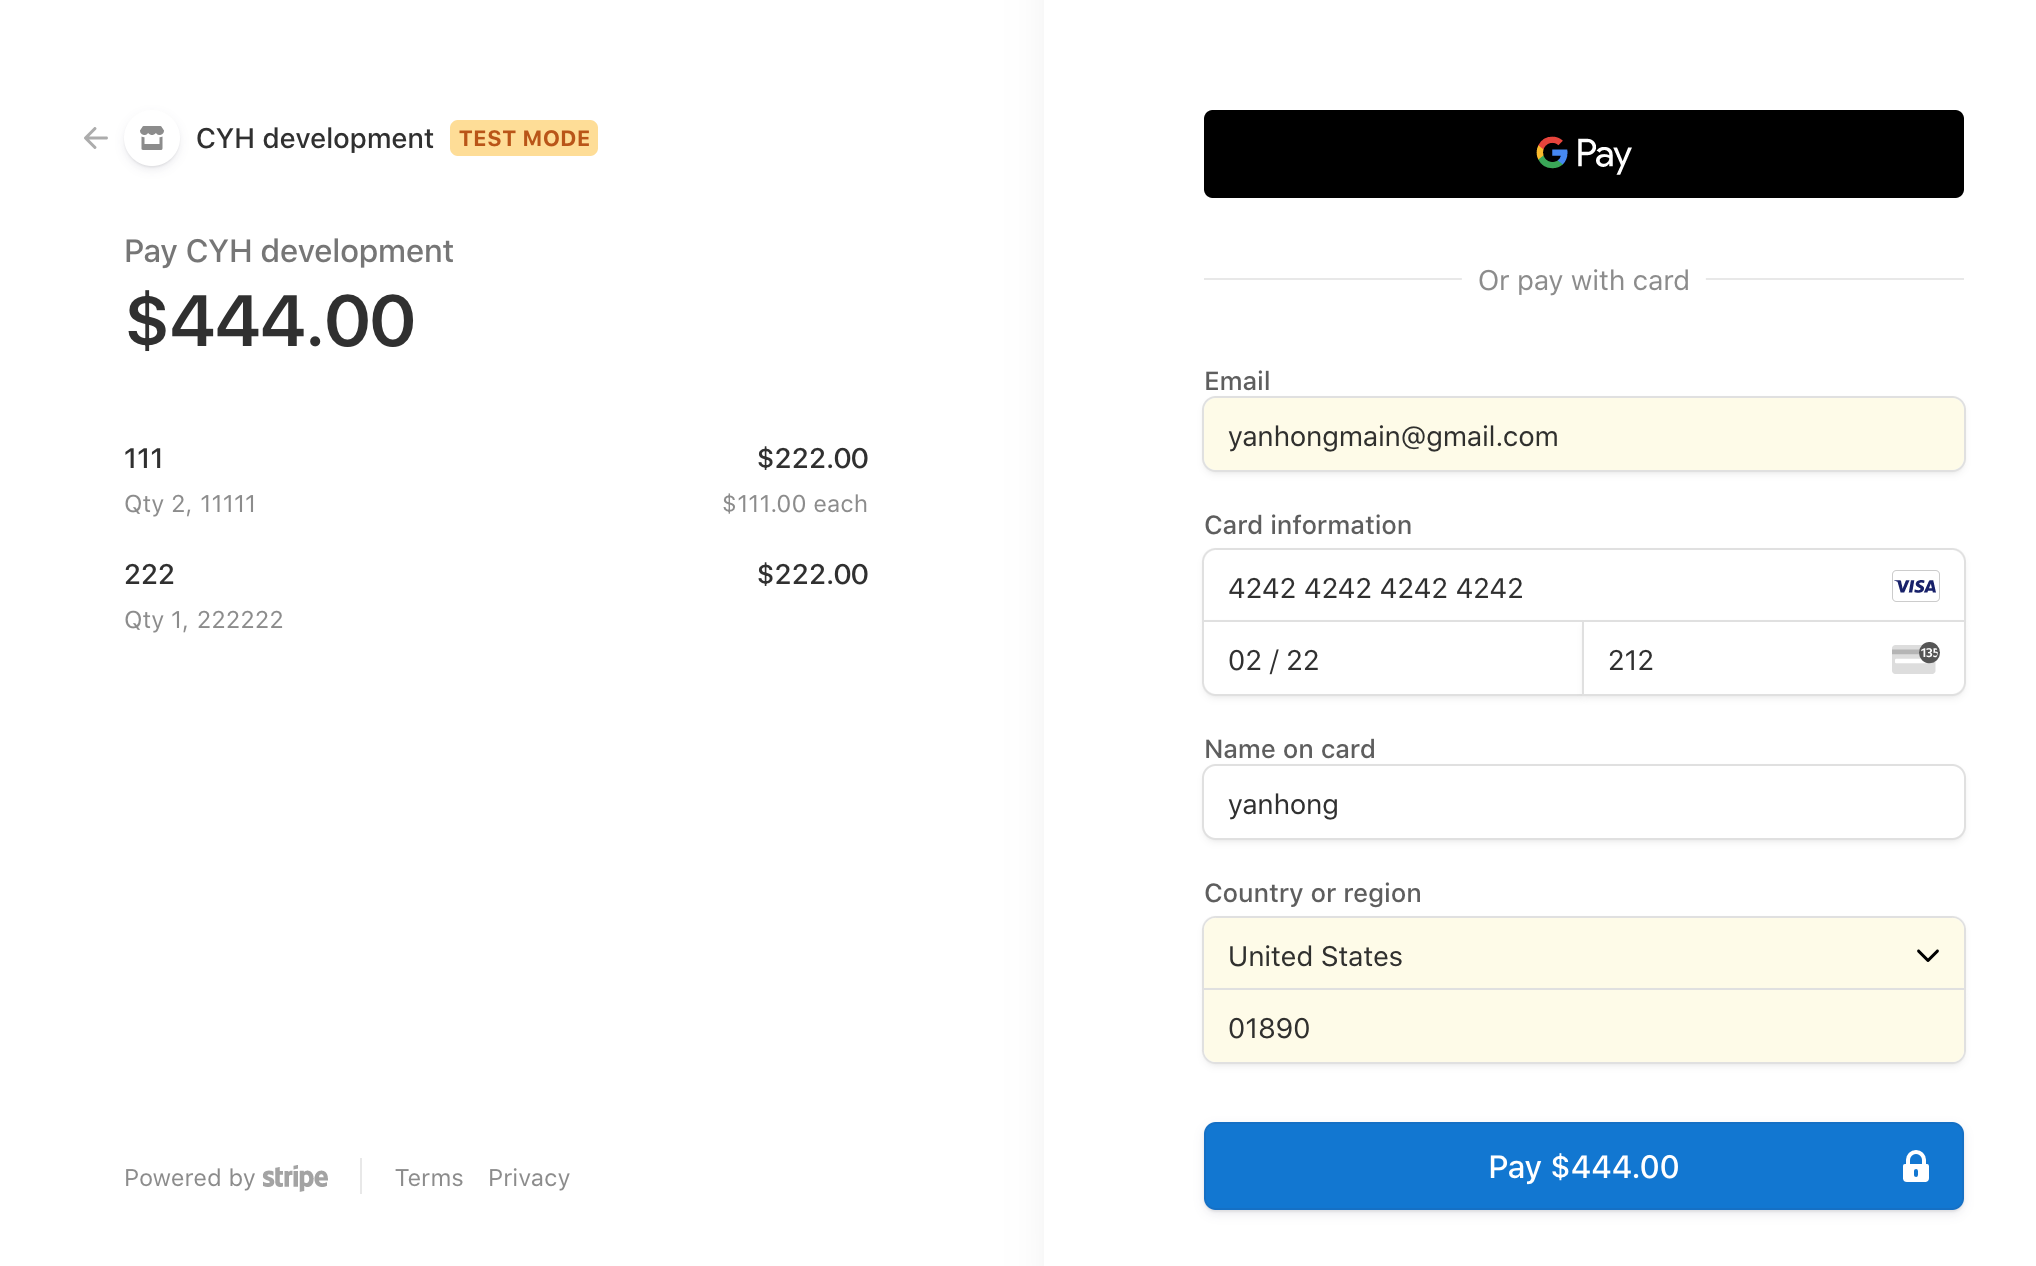 CYH development TEST MODE
Pay CYH development
$444.00
111 $222.00
Qty 2, 11111 $111.00 each
222 $222.00
Qty 1, 222222
Powered by stripe Terms Privacy
G Pay
Or pay with card
Email
yanhongmain@gmail.com
Card information
4242 4242 4242 4242 VISA
02 / 22 212 135
Name on card
yanhong
Country or region
United States
01890
Pay $444.00